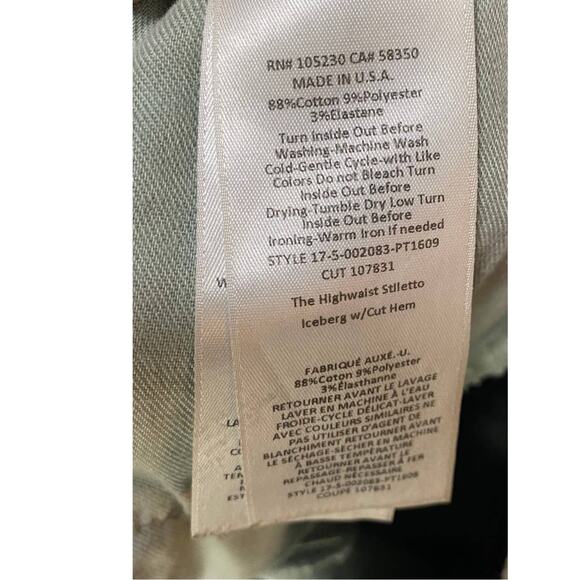 RN# 105230 CA# 58350
MADE IN U.S.A.
88%Cotton 9%Polyester
3%Elastane
Turn Inside Out Before
Washing-Machine Wash
Cold-Gentle Cycle-with Like
Colors Do not Bleach Turn
Inside Out Before
Drying-Tumble Dry Low Turn
Inside Out Before
Ironing-Warm Iron if needed
STYLE 17-5-002083-PT1609
CUT 107831
The Highwaist Stiletto
Iceberg w/Cut Hem
FABRIQUÉ AUXÉ.-U.
88%Coton 9%Polyester
3%Élasthanne
RETOURNER AVANT LE LAVAGE
LAVER EN MACHINE À L'EAU
FROIDE-CYCLE DÉLICAT-LAVER
AVEC COULEURS SIMILAIRES NE
PAS UTILISER D'AGENT DE
BLANCHIMENT RETOURNER AVANT
LE SÉCHAGE-SÉCHER EN MACHINE
À BASSE TEMPÉRATURE
RETOURNER AVANT LE
REPASSAGE REPASSER À FER
CHAUD NÉCESSAIRE
STYLE 17-5-002083-PT1609
COUPE 107831